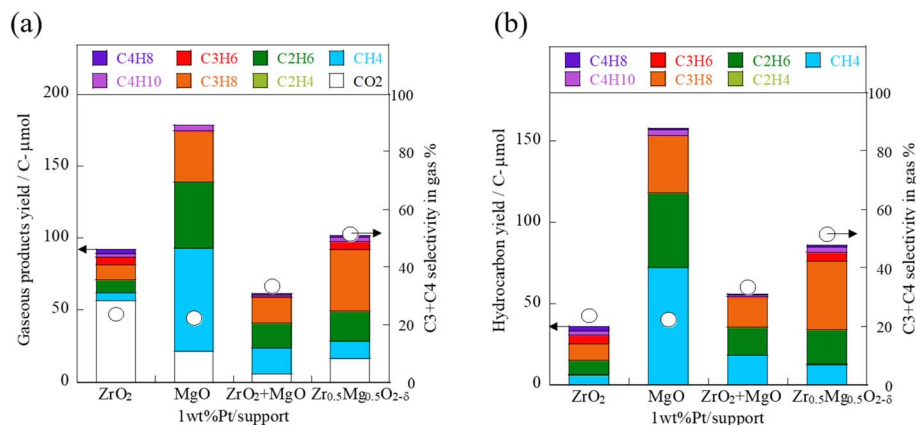 (a)
C4H8 C3H6 C2H6 CH4
C4H10 C3H8 C2H4 CO2
200
150
100
50
0
Gaseous products yield / C- μmol
100
80
60
40
20
0
C3+C4 selectivity in gas %
ZrO2 MgO ZrO2+MgO Zr0.5Mg0.5O2-δ
1wt%Pt/support
(b)
C4H8 C3H6 C2H6 CH4
C4H10 C3H8 C2H4
150
100
50
0
Hydrocarbon yield / C-μmol
100
80
60
40
20
0
C3+C4 selectivity in gas %
ZrO2 MgO ZrO2+MgO Zr0.5Mg0.5O2-δ
1wt%Pt/support